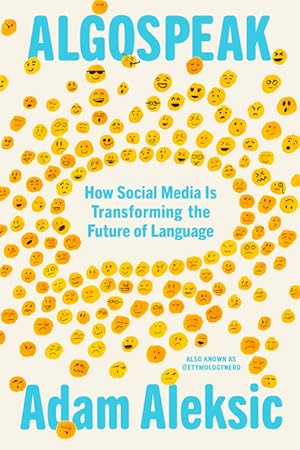 ALGOSPEAK
How Social Media Is
Transforming the
Future of Language
ALSO KNOWN AS
@ETYMOLOGYNERD
Adam Aleksic